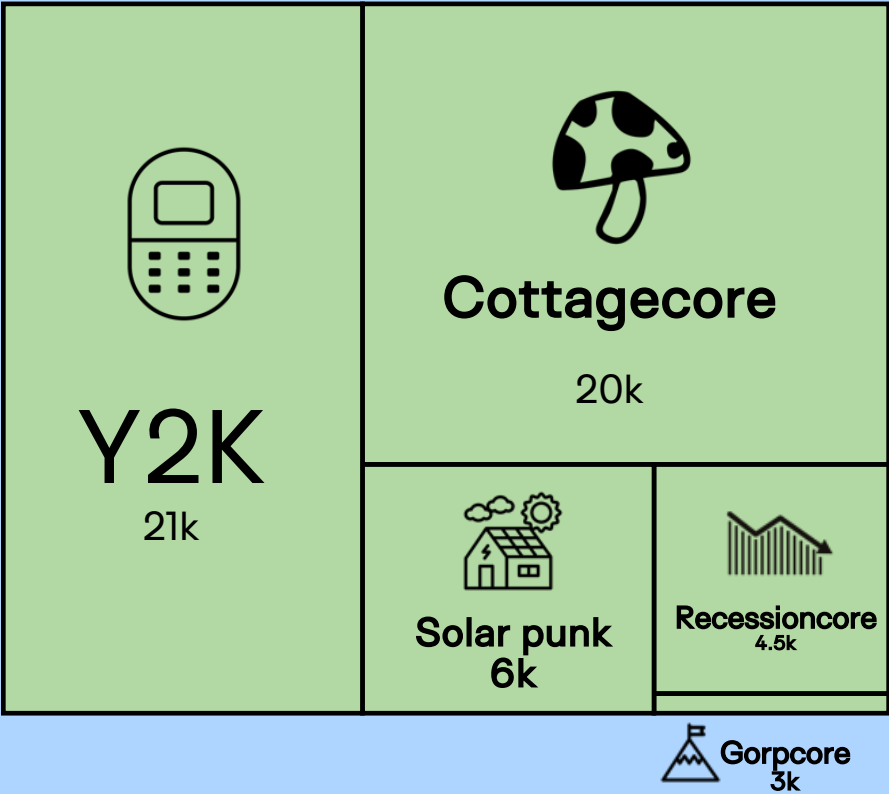 Y2K
21k
Cottagecore
20k
Solar punk
6k
Recessioncore
4.5k
Gorpcore
3k